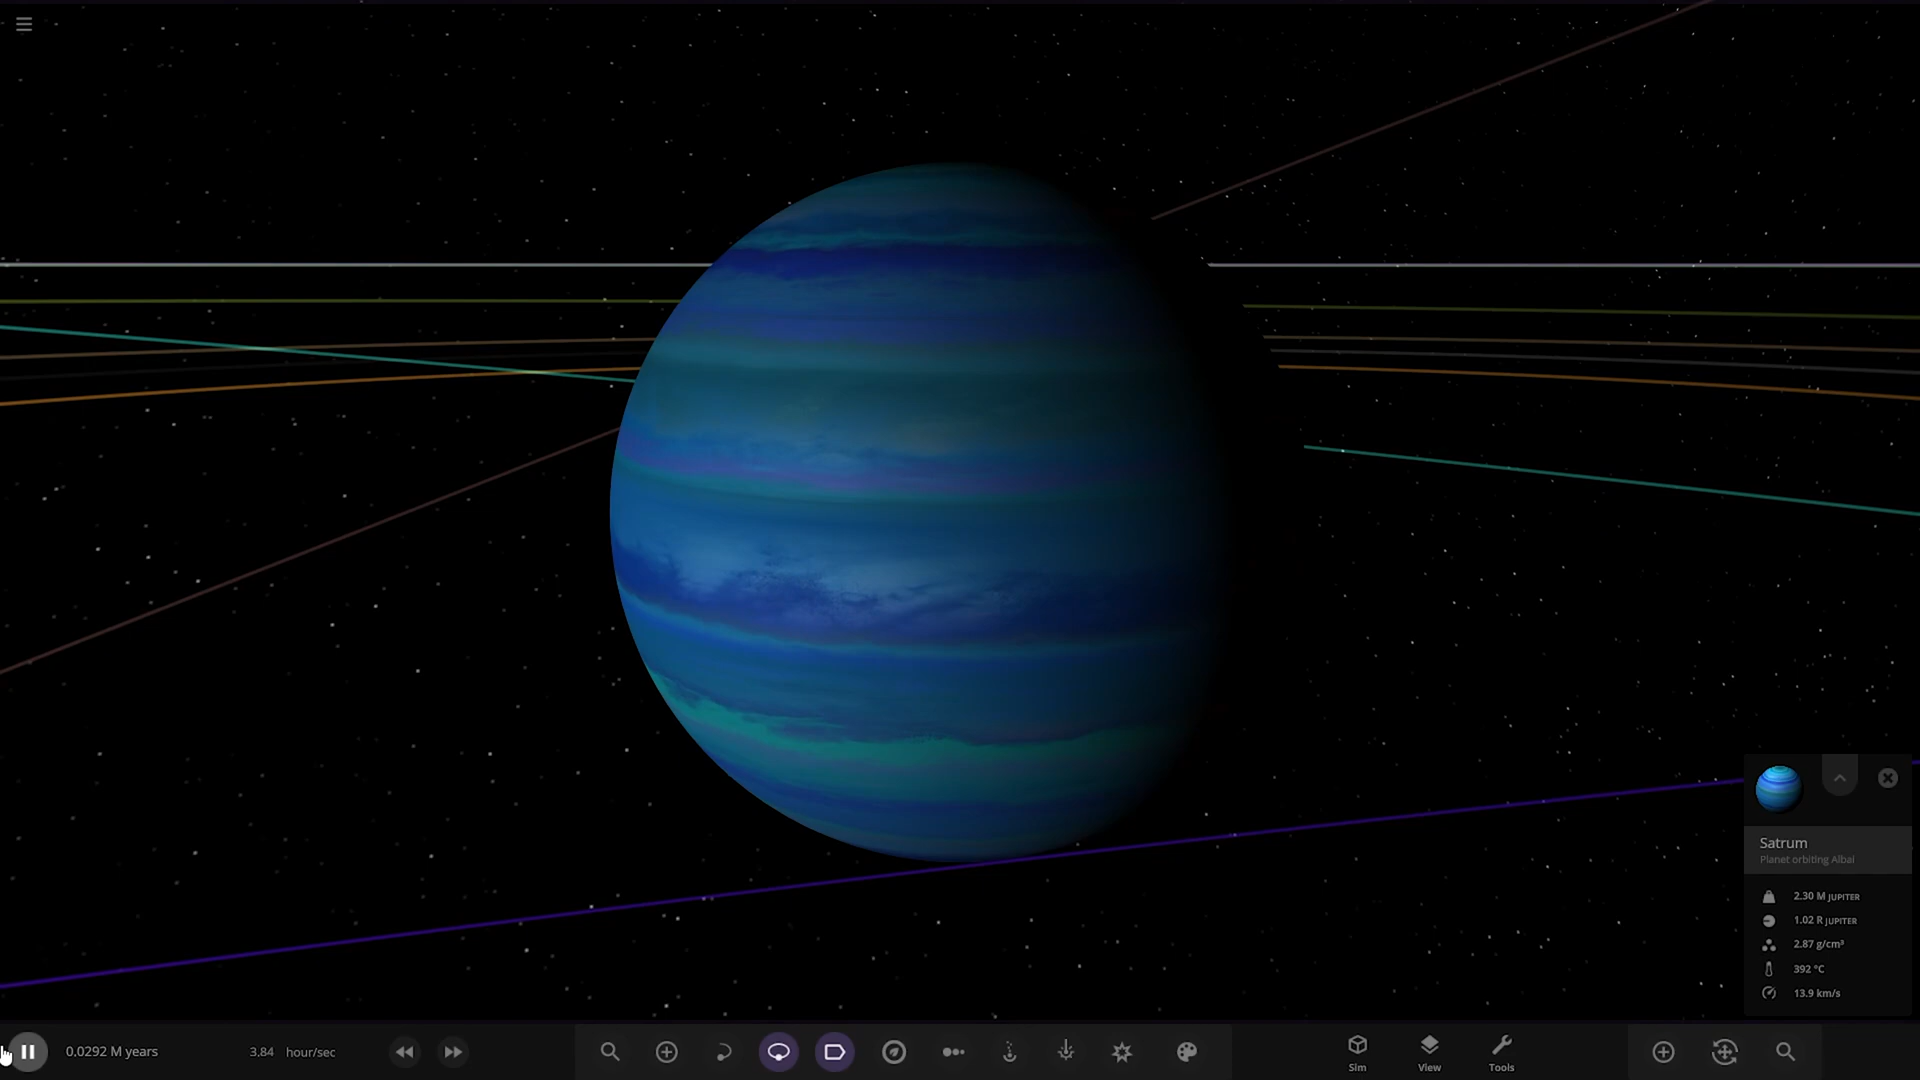 Satrum
Planet orbiting Albai
2.30 M JUPITER
1.02 R JUPITER
2.87 g/cm³
392 °C
13.9 km/s
0.0292 M years
3.84 hour/sec
Sim
View
Tools